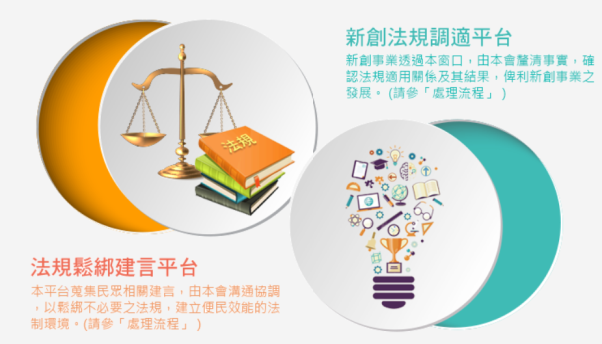 新創法規調適平台
新創事業透過本窗口，由本會釐清事實，確
認法規適用關係及其結果，俾利新創事業之
發展。（請參「處理流程」）
法規
法規鬆綁建言平台
本平台蒐集民眾相關建言，由本會溝通協調
，以鬆綁不必要之法規，建立便民效能的法
制環境。(請參「處理流程」）